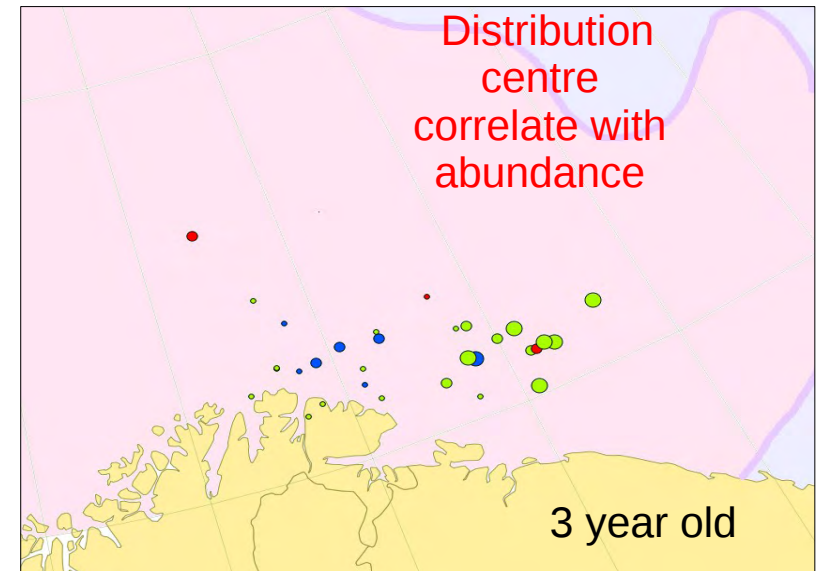 Distribution
centre
correlate with
abundance
3 year old